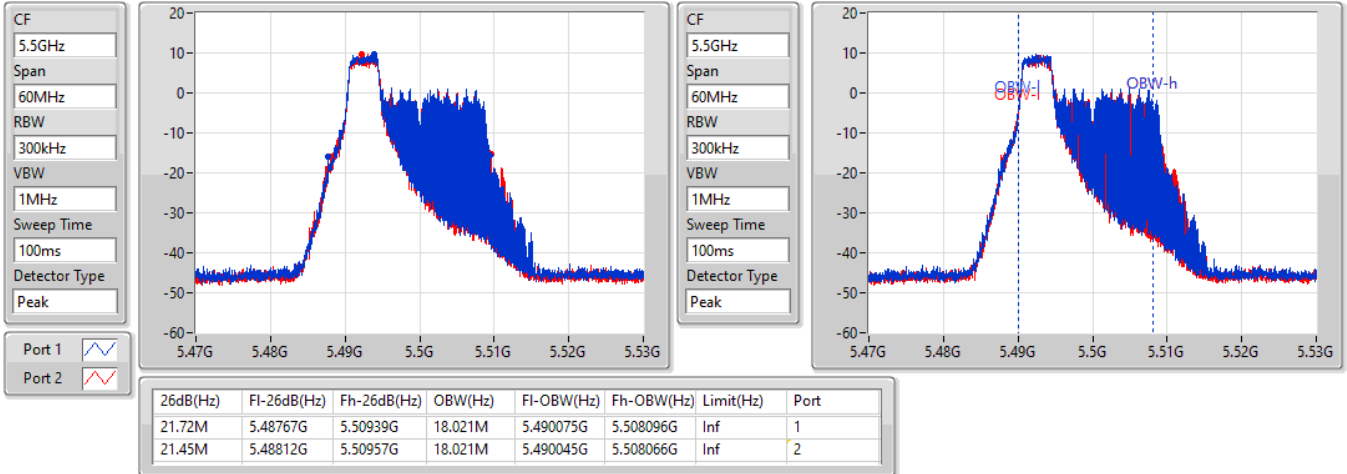 CF
5.5GHz
Span
60MHz
RBW
300kHz
VBW
1MHz
Sweep Time
100ms
Detector Type
Peak
20-
10-
0-
-10-
-20-
-30-
-40-
-50-
-60-
5.47G 5.48G 5.49G 5.5G 5.51G 5.52G 5.53G
CF
5.5GHz
Span
60MHz
RBW
300kHz
VBW
1MHz
Sweep Time
100ms
Detector Type
Peak
20-
10-
0-
-10-
-20-
-30-
-40-
-50-
-60-
OBW-l
OBW-l
OBW-h
5.47G 5.48G 5.49G 5.5G 5.51G 5.52G 5.53G
Port 1
Port 2
26dB(Hz) Fl-26dB(Hz) Fh-26dB(Hz) OBW(Hz) Fl-OBW(Hz) Fh-OBW(Hz) Limit(Hz) Port
21.72M 5.48767G 5.50939G 18.021M 5.490075G 5.508096G Inf 1
21.45M 5.48812G 5.50957G 18.021M 5.490045G 5.508066G Inf 2